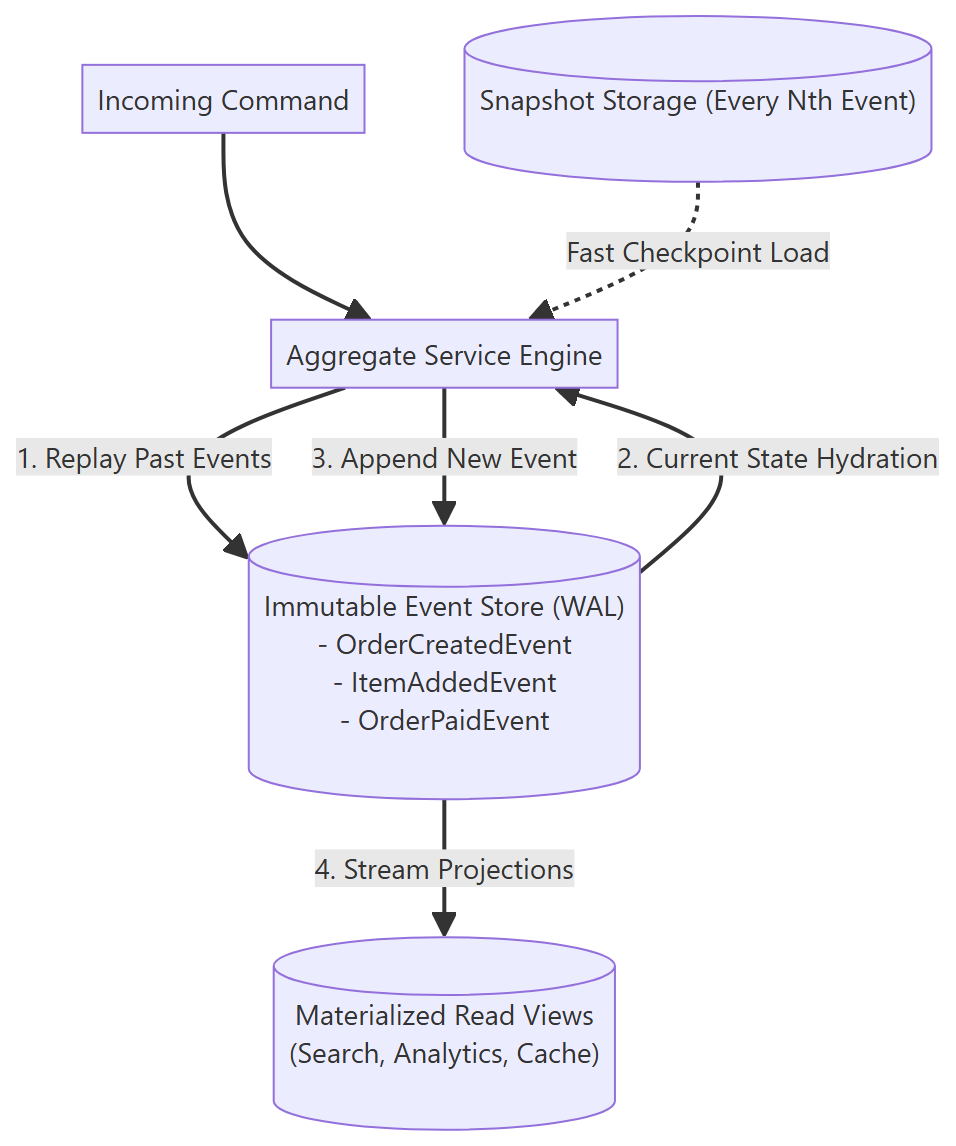 Incoming Command
Snapshot Storage (Every Nth Event)
Fast Checkpoint Load
Aggregate Service Engine
1. Replay Past Events
3. Append New Event
2. Current State Hydration
Immutable Event Store (WAL)
- OrderCreatedEvent
- ItemAddedEvent
- OrderPaidEvent
4. Stream Projections
Materialized Read Views
(Search, Analytics, Cache)